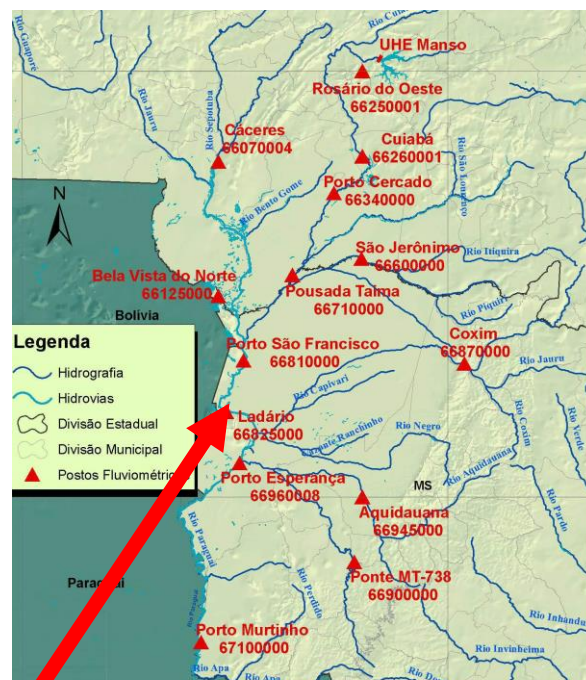 Rio Guaporé
Rio Jauru
Rio Sepotuba
UHE Manso
Rosário do Oeste
66250001
Cáceres
66070004
Cuiabá
66260001
Rio São Lourenço
Porto Cercado
66340000
Rio Bento Gome
N
São Jerônimo
66600000
Rio Itiquira
Bela Vista do Norte
66125000
Pousada Taima
66710000
Rio Piquiri
Bolivia
Porto São Francisco
66810000
Coxim
66870000
Rio Jauru
Legenda
Hidrografia
Hidrovias
Divisão Estadual
Divisão Municipal
Postos Fluviométric
Rio Capivari
Ladário
66825000
Rio Negro
Rio Coxim
Rio Verde
Rio Aquidauana
Porto Esperança
66960008
MS
Aquidauana
66945000
Rio Pardo
Rio Paraguai
Paraguai
Ponte MT-738
66900000
Rio Perdido
Rio Inhandu
Porto Murtinho
67100000
Rio Invinheima
Rio Apa
Rio Apa